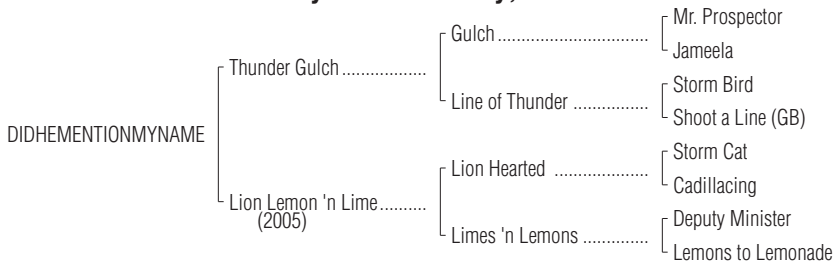 Mr. Prospector
Gulch
Jameela
Thunder Gulch
Storm Bird
Line of Thunder
Shoot a Line (GB)
DIDHEMENTIONMYNAME
Storm Cat
Lion Hearted
Cadillacing
Lion Lemon 'n Lime
(2005)
Deputy Minister
Limes 'n Lemons
Lemons to Lemonade